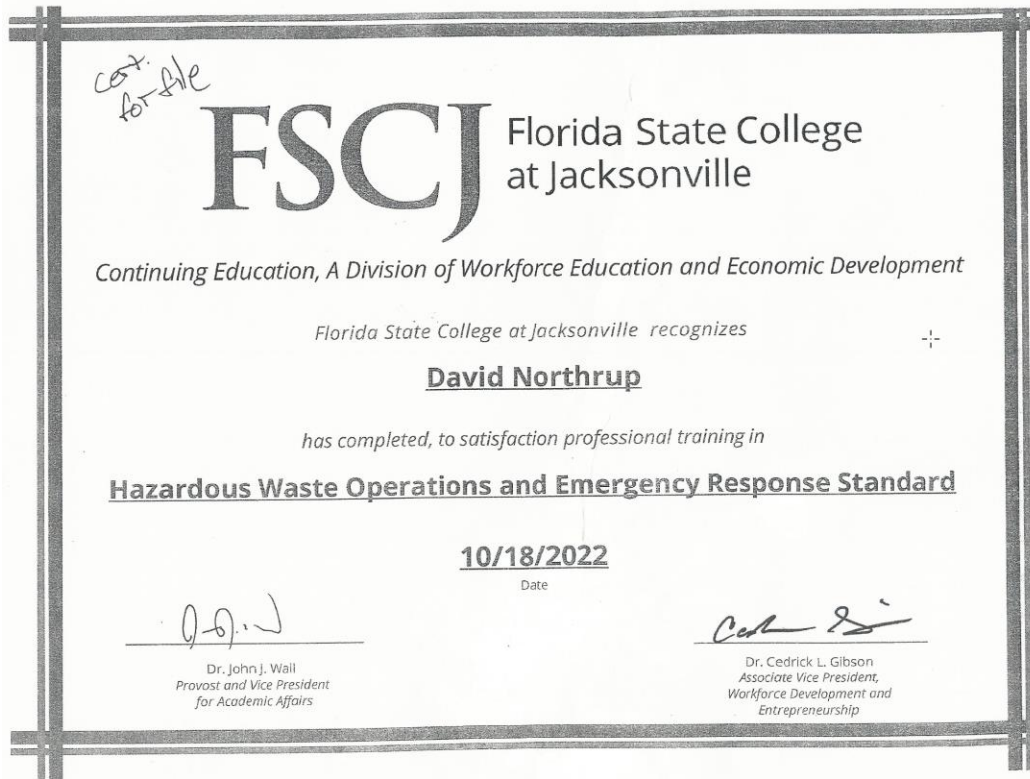 cert.
for file
FSCJ
Florida State College
at Jacksonville
Continuing Education, A Division of Workforce Education and Economic Development
Florida State College at Jacksonville recognizes
David Northrup
has completed, to satisfaction professional training in
Hazardous Waste Operations and Emergency Response Standard
10/18/2022
Date
Dr. John J. Wall
Provost and Vice President
for Academic Affairs
Dr. Cedrick L. Gibson
Associate Vice President,
Workforce Development and
Entrepreneurship